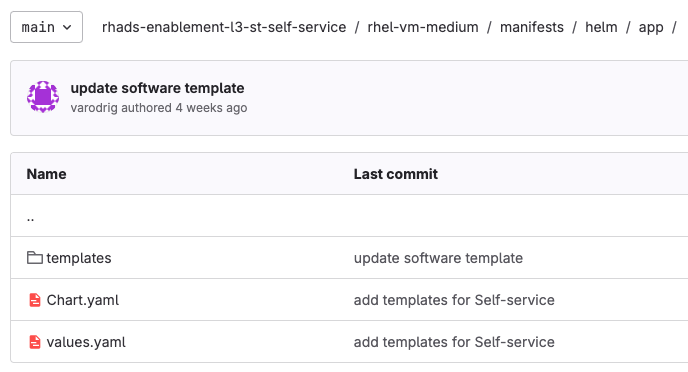 main rhads-enablement-l3-st-self-service / rhel-vm-medium / manifests / helm / app /
update software template
varodrig authored 4 weeks ago
Name Last commit
..
templates update software template
Chart.yaml add templates for Self-service
values.yaml add templates for Self-service